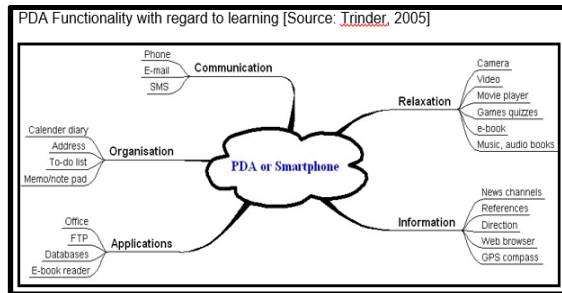 PDA Functionality with regard to learning [Source: Trinder, 2005]
Phone
E-mail
SMS
Communication
Calender diary
Address
To-do list
Memo/note pad
Organisation
Office
FTP
Databases
E-book reader
Applications
PDA or Smartphone
Relaxation
Camera
Video
Movie player
Games quizzes
e-book
Music, audio books
Information
News channels
References
Direction
Web browser
GPS compass